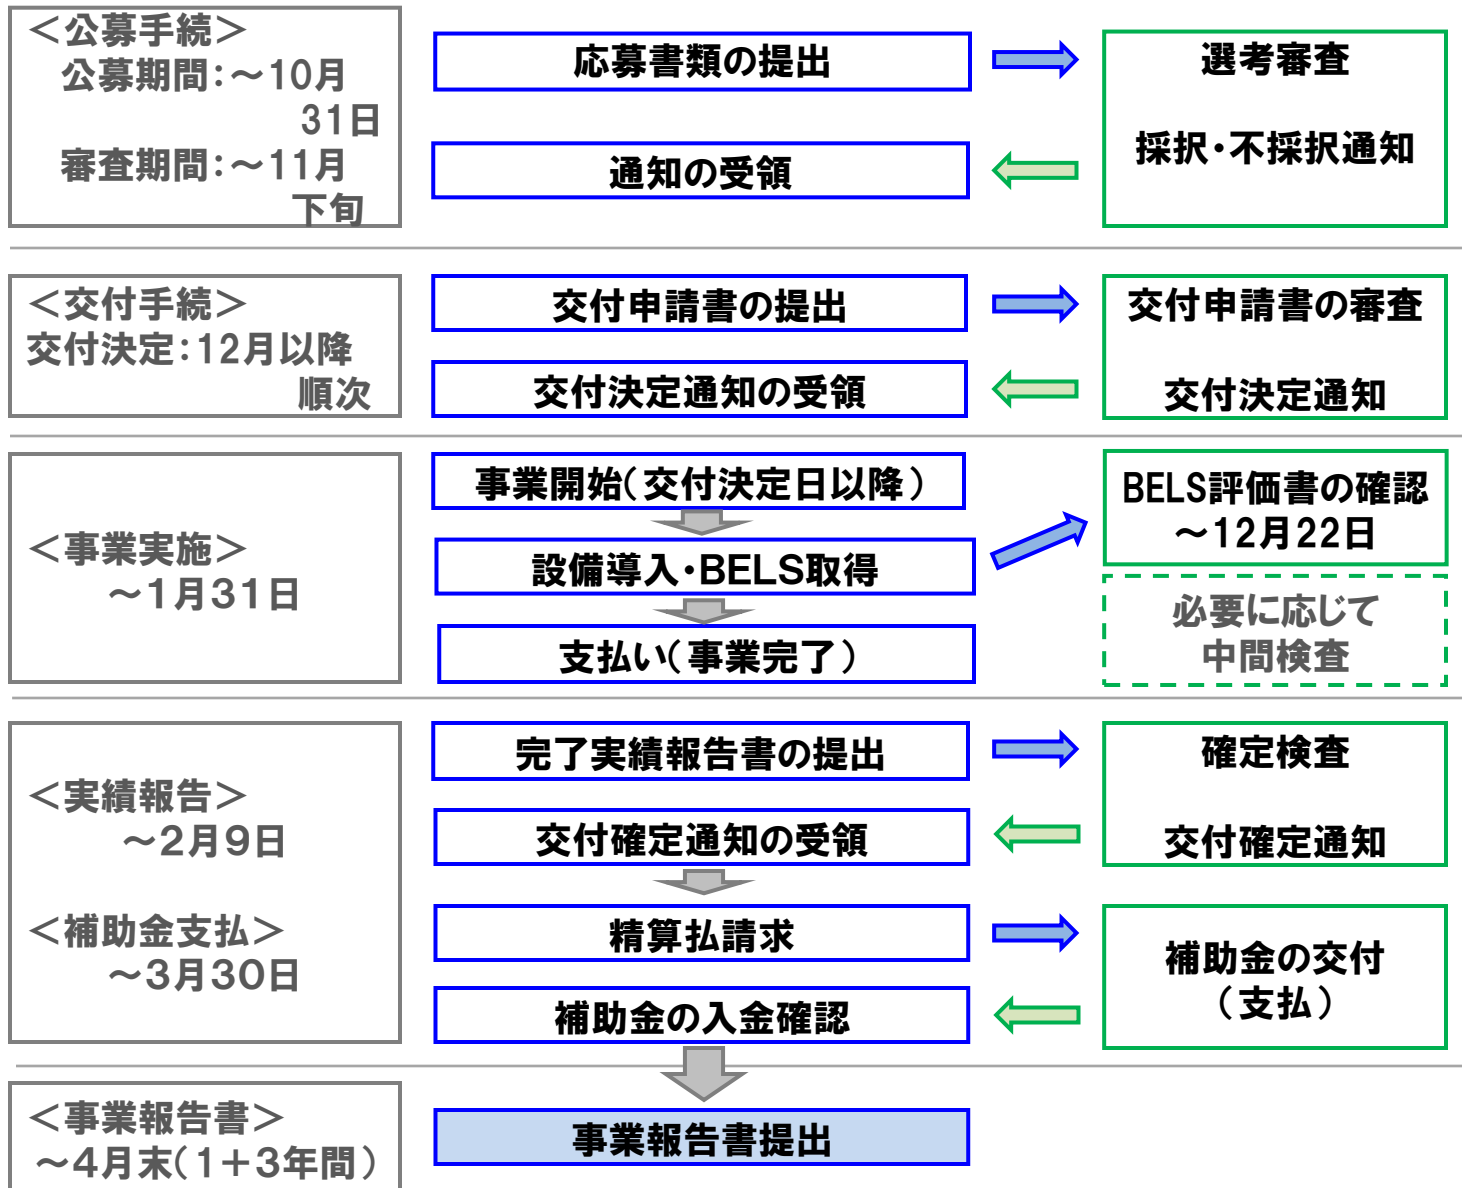 ＜公募手続＞
公募期間：～10月
31日
審査期間：～11月
下旬
応募書類の提出
通知の受領
選考審査
採択・不採択通知
＜交付手続＞
交付決定：12月以降
順次
交付申請書の提出
交付決定通知の受領
交付申請書の審査
交付決定通知
＜事業実施＞
～1月31日
事業開始（交付決定日以降）
設備導入・BELS取得
支払い（事業完了）
BELS評価書の確認
～12月22日
必要に応じて
中間検査
＜実績報告＞
～2月9日
＜補助金支払＞
～3月30日
完了実績報告書の提出
交付確定通知の受領
精算払請求
補助金の入金確認
確定検査
交付確定通知
補助金の交付
（支払）
＜事業報告書＞
～4月末（1＋3年間）
事業報告書提出